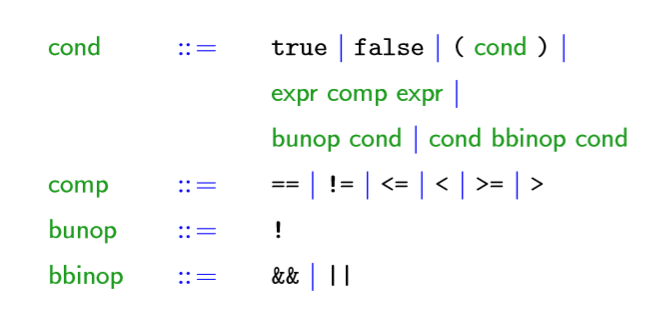 cond ::= true | false | ( cond ) |
expr comp expr |
bunop cond | cond bbinop cond
comp ::= == | != | <= | < | >= | >
bunop ::= !
bbinop ::= && | ||